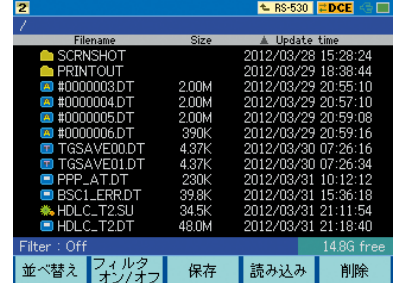 2 RS-530 DCE
/
Filename Size ▲ Update time
SCRNSHOT 2012/03/28 15:28:24
PRINTOUT 2012/03/29 18:38:44
#0000003.DT 2.00M 2012/03/29 20:55:10
#0000004.DT 2.00M 2012/03/29 20:57:10
#0000005.DT 2.00M 2012/03/29 20:59:08
#0000006.DT 390K 2012/03/29 20:59:16
TGSAVE00.DT 4.37K 2012/03/30 07:26:16
TGSAVE01.DT 4.37K 2012/03/30 07:26:34
PPP_AT.DT 230K 2012/03/31 10:12:12
BSC1_ERR.DT 39.8K 2012/03/31 15:36:18
HDLC_T2.SU 34.5K 2012/03/31 21:11:54
HDLC_T2.DT 48.0M 2012/03/31 21:18:40
Filter : Off 14.8G free
並べ替え フィルタ オン/オフ 保存 読み込み 削除